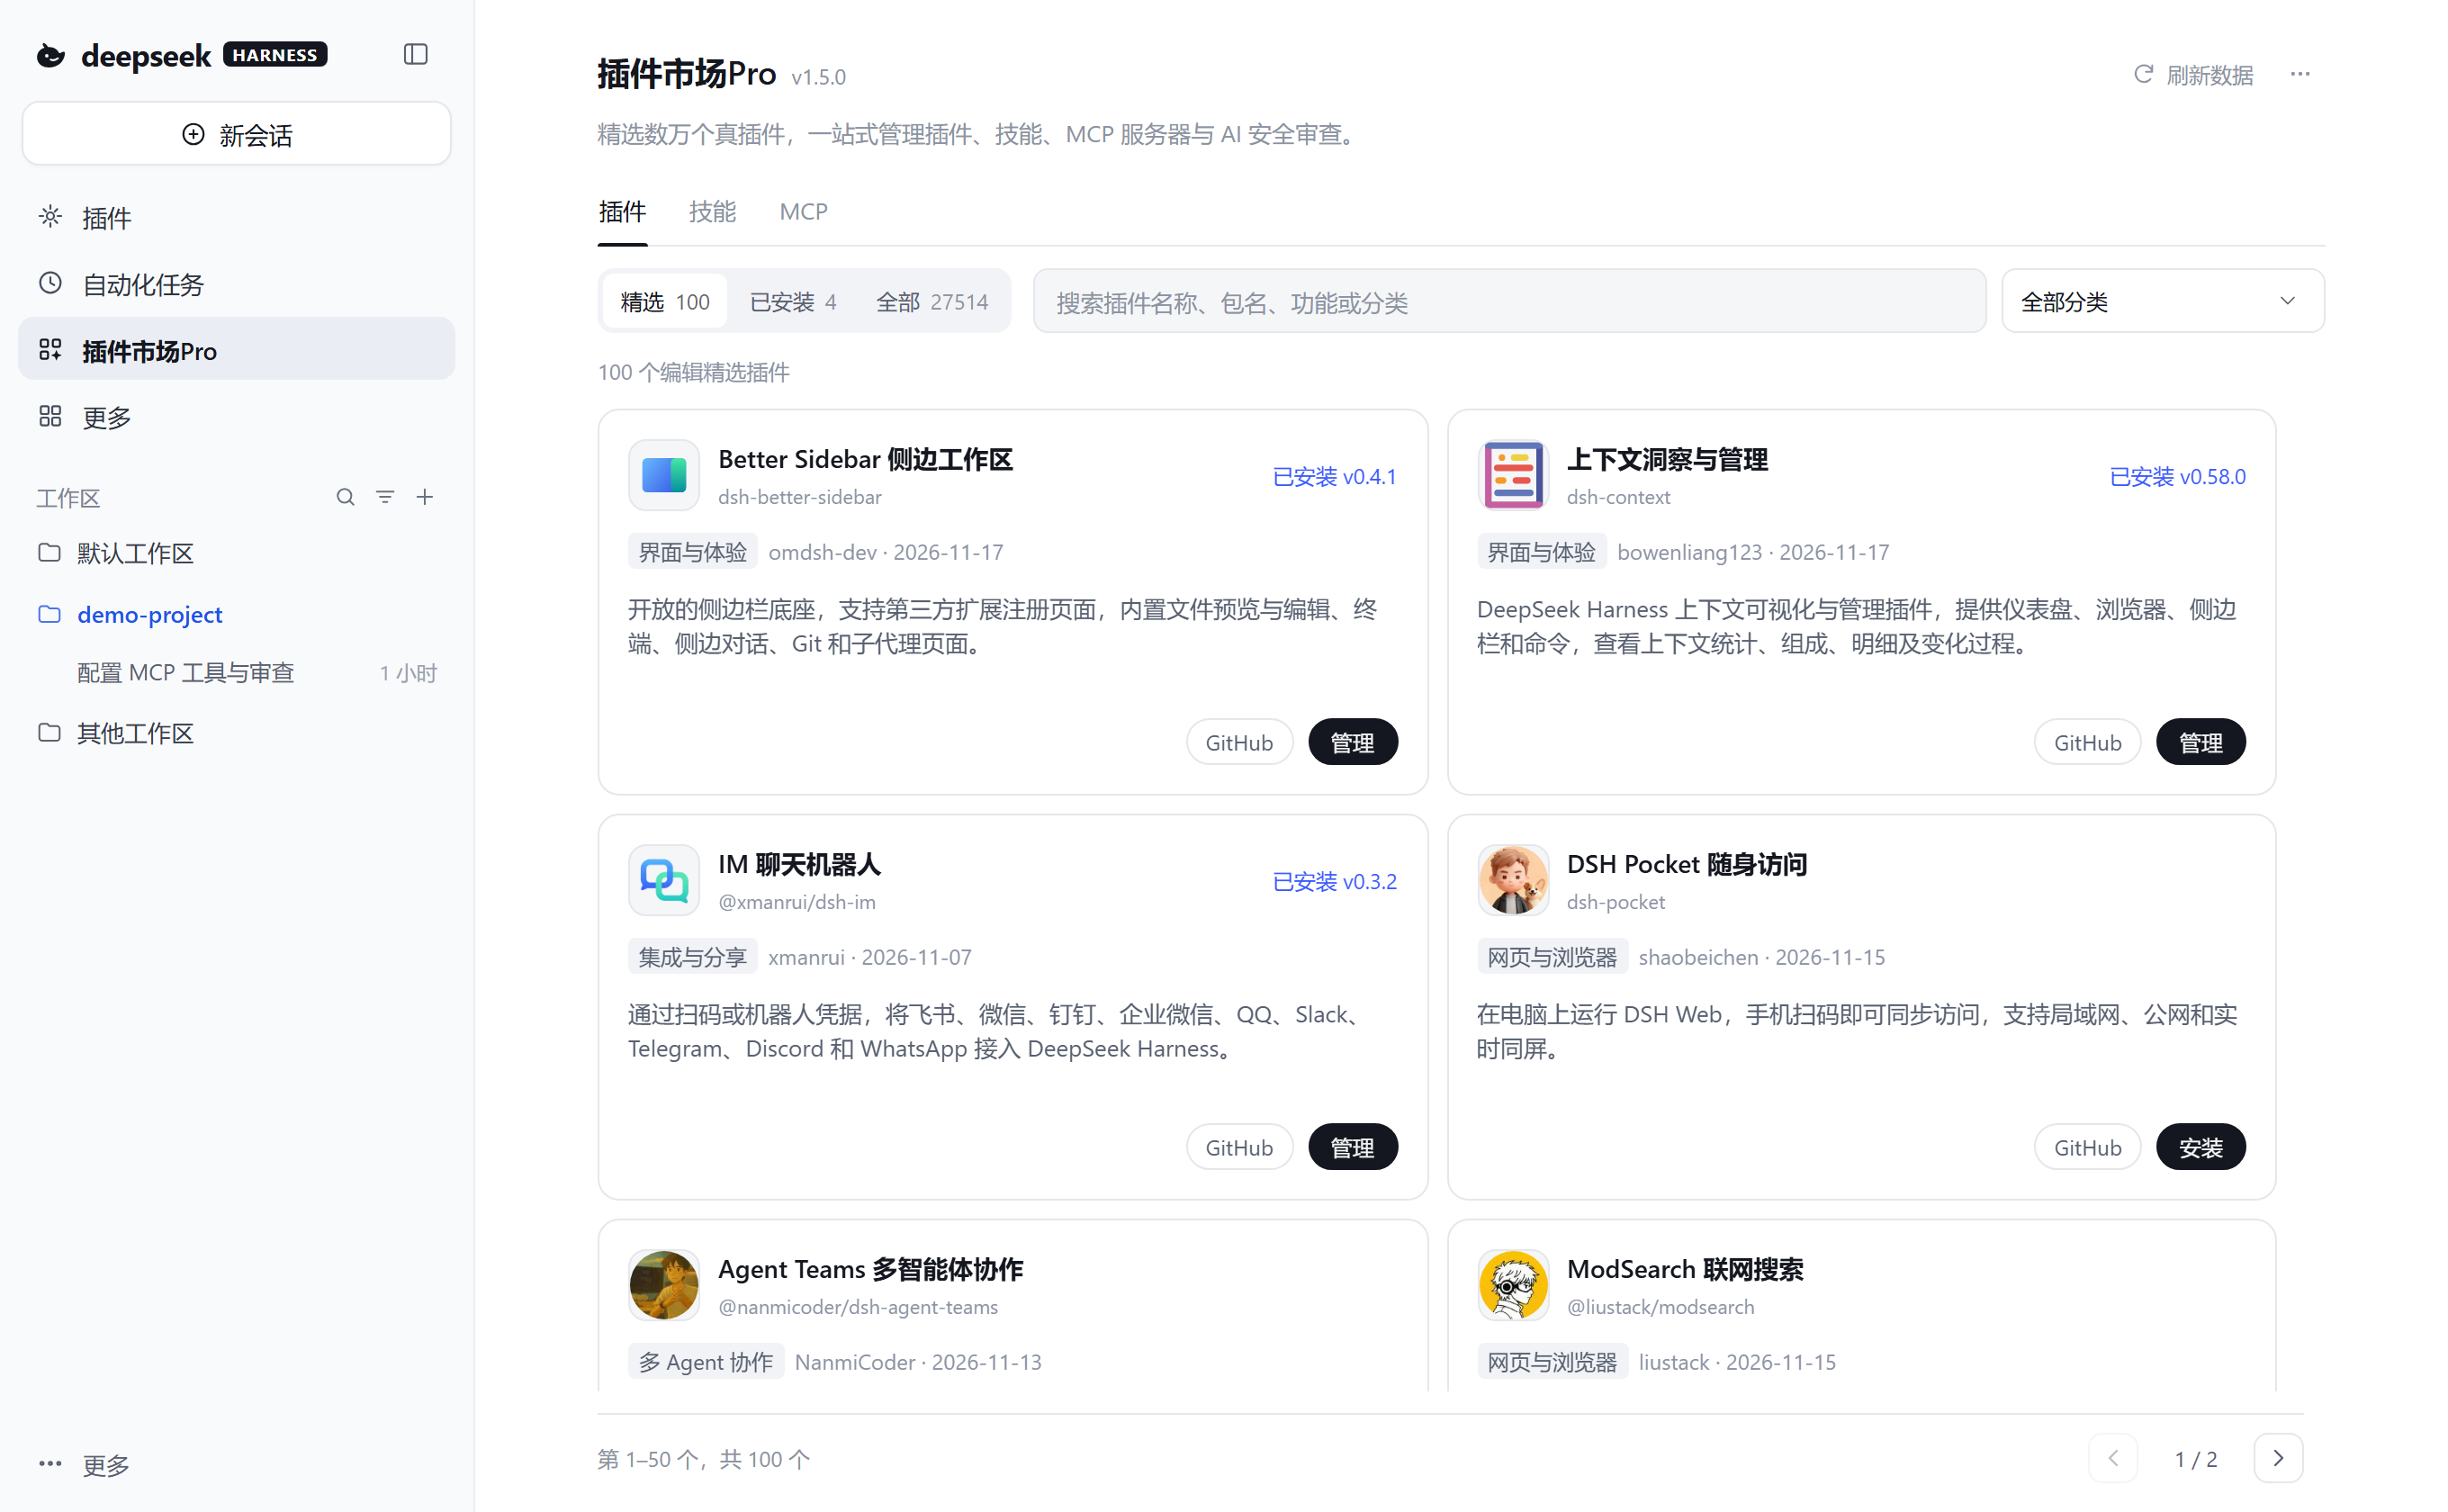 deepseek HARNESS
新会话
插件
自动化任务
插件市场Pro
更多
工作区
默认工作区
demo-project
配置 MCP 工具与审查 1 小时
其他工作区
更多
插件市场Pro v1.5.0
刷新数据
精选数万个真插件，一站式管理插件、技能、MCP 服务器与 AI 安全审查。
插件 技能 MCP
精选 100 已安装 4 全部 27514
搜索插件名称、包名、功能或分类
全部分类
100 个编辑精选插件
Better Sidebar 侧边工作区
dsh-better-sidebar
已安装 v0.4.1
界面与体验 omdsh-dev · 2026-11-17
开放的侧边栏底座，支持第三方扩展注册页面，内置文件预览与编辑、终
端、侧边对话、Git 和子代理页面。
GitHub 管理
上下文洞察与管理
dsh-context
已安装 v0.58.0
界面与体验 bowenliang123 · 2026-11-17
DeepSeek Harness 上下文可视化与管理插件，提供仪表盘、浏览器、侧边
栏和命令，查看上下文统计、组成、明细及变化过程。
GitHub 管理
IM 聊天机器人
@xmanrui/dsh-im
已安装 v0.3.2
集成与分享 xmanrui · 2026-11-07
通过扫码或机器人凭据，将飞书、微信、钉钉、企业微信、QQ、Slack、
Telegram、Discord 和 WhatsApp 接入 DeepSeek Harness。
GitHub 管理
DSH Pocket 随身访问
dsh-pocket
网页与浏览器 shaobeichen · 2026-11-15
在电脑上运行 DSH Web，手机扫码即可同步访问，支持局域网、公网和实
时同屏。
GitHub 安装
Agent Teams 多智能体协作
@nanmicoder/dsh-agent-teams
多 Agent 协作 NanmiCoder · 2026-11-13
ModSearch 联网搜索
@liustack/modsearch
网页与浏览器 liustack · 2026-11-15
第 1–50 个，共 100 个
1 / 2